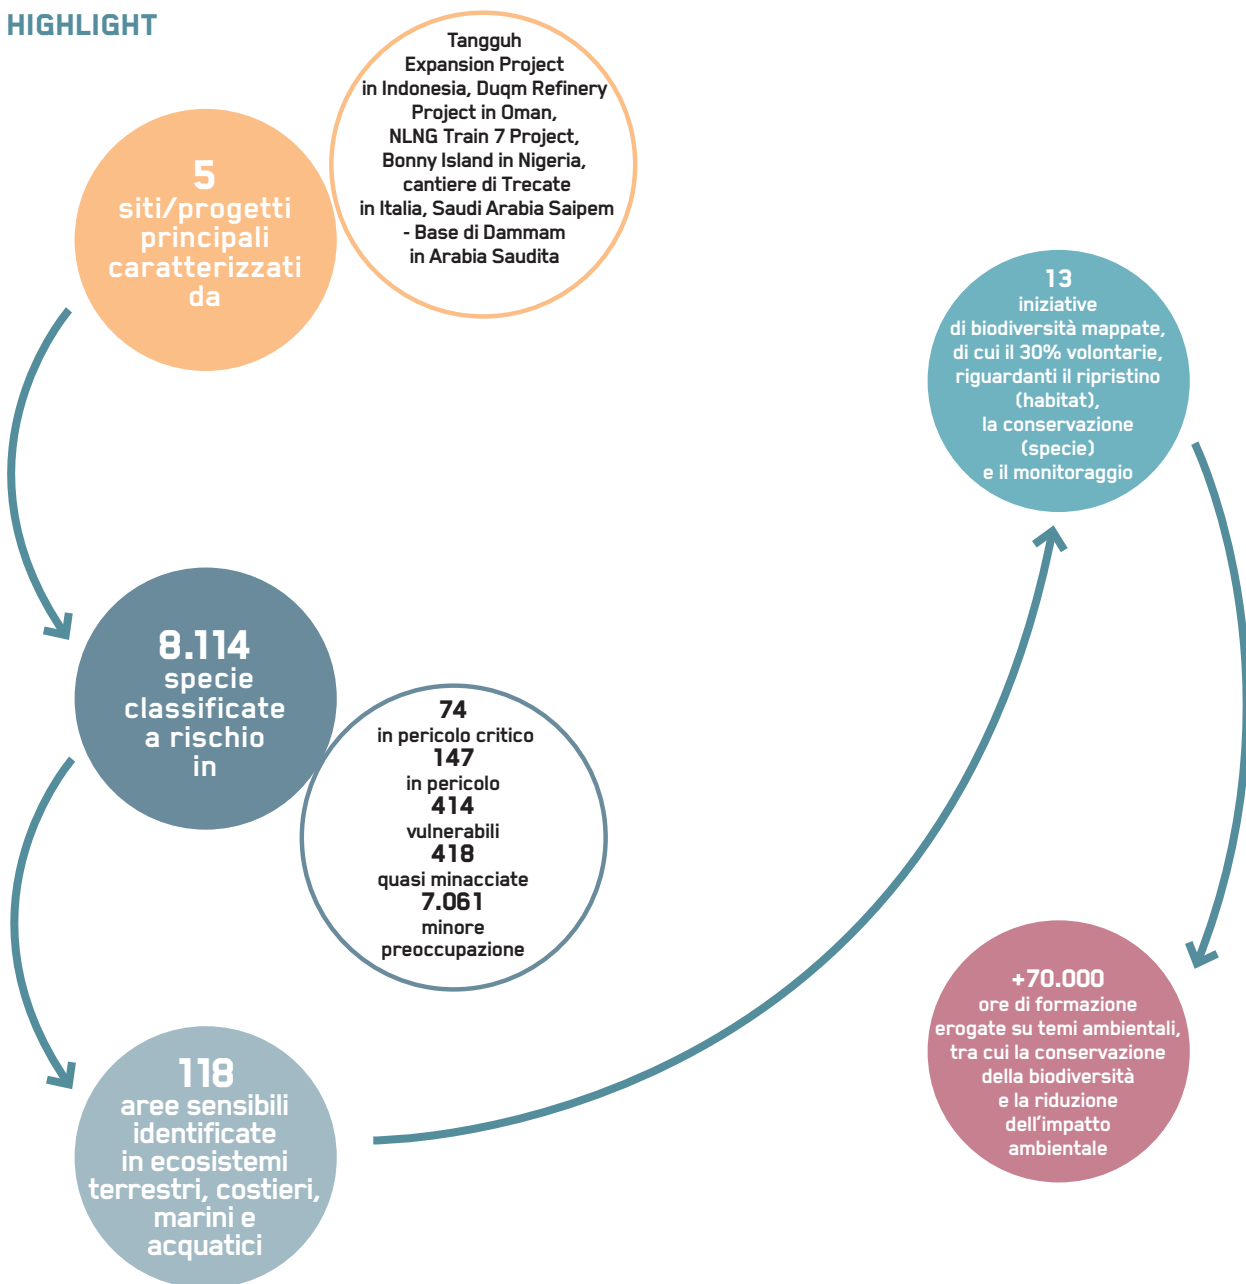 HIGHLIGHT
5
siti/progetti
principali
caratterizzati
da
Tangguh
Expansion Project
in Indonesia, Duqm Refinery
Project in Oman,
NLNG Train 7 Project,
Bonny Island in Nigeria,
cantiere di Trecate
in Italia, Saudi Arabia Saipem
- Base di Dammam
in Arabia Saudita
8.114
specie
classificate
a rischio
in
74
in pericolo critico
147
in pericolo
414
vulnerabili
418
quasi minacciate
7.061
minore
preoccupazione
118
aree sensibili
identificate
in ecosistemi
terrestri, costieri,
marini e
acquatici
13
iniziative
di biodiversità mappate,
di cui il 30% volontarie,
riguardanti il ripristino
(habitat),
la conservazione
(specie)
e il monitoraggio
+70.000
ore di formazione
erogate su temi ambientali,
tra cui la conservazione
della biodiversità
e la riduzione
dell'impatto
ambientale